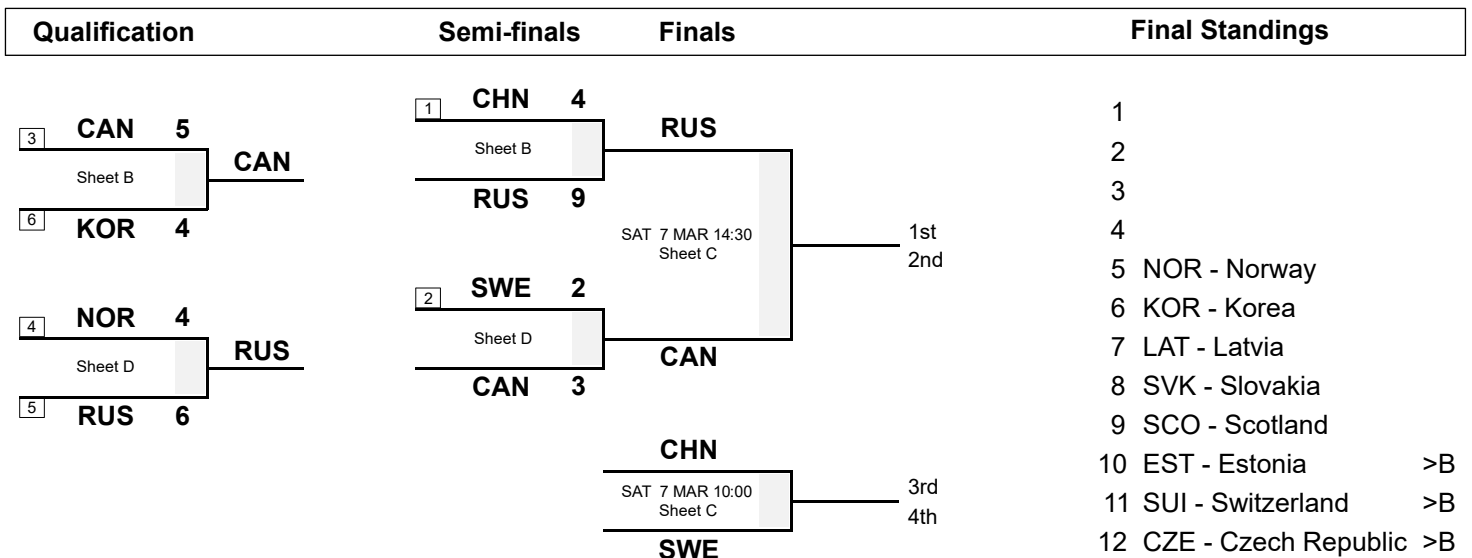 Qualification Semi-finals Finals Final Standings
3 CAN 5
Sheet B
6 KOR 4
CAN
4 NOR 4
Sheet D
5 RUS 6
RUS
1 CHN 4
Sheet B
RUS 9
2 SWE 2
Sheet D
CAN 3
RUS
SAT 7 MAR 14:30
Sheet C
CAN
1st
2nd
CHN
SAT 7 MAR 10:00
Sheet C
SWE
3rd
4th
1
2
3
4
5 NOR - Norway
6 KOR - Korea
7 LAT - Latvia
8 SVK - Slovakia
9 SCO - Scotland
10 EST - Estonia >B
11 SUI - Switzerland >B
12 CZE - Czech Republic >B